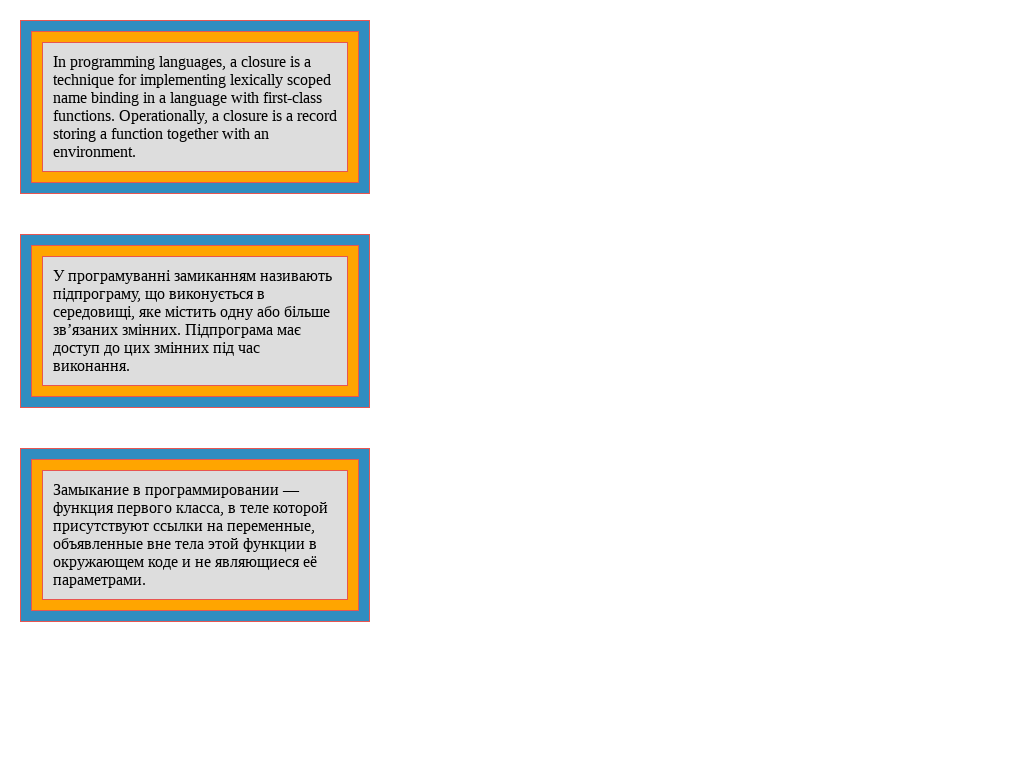 In programming languages, a closure is a
technique for implementing lexically scoped
name binding in a language with first-class
functions. Operationally, a closure is a record
storing a function together with an
environment.
У програмуванні замиканням називають
підпрограму, що виконується в
середовищі, яке містить одну або більше
зв’язаних змінних. Підпрограма має
доступ до цих змінних під час
виконання.
Замыкание в программировании —
функция первого класса, в теле которой
присутствуют ссылки на переменные,
объявленные вне тела этой функции в
окружающем коде и не являющиеся её
параметрами.